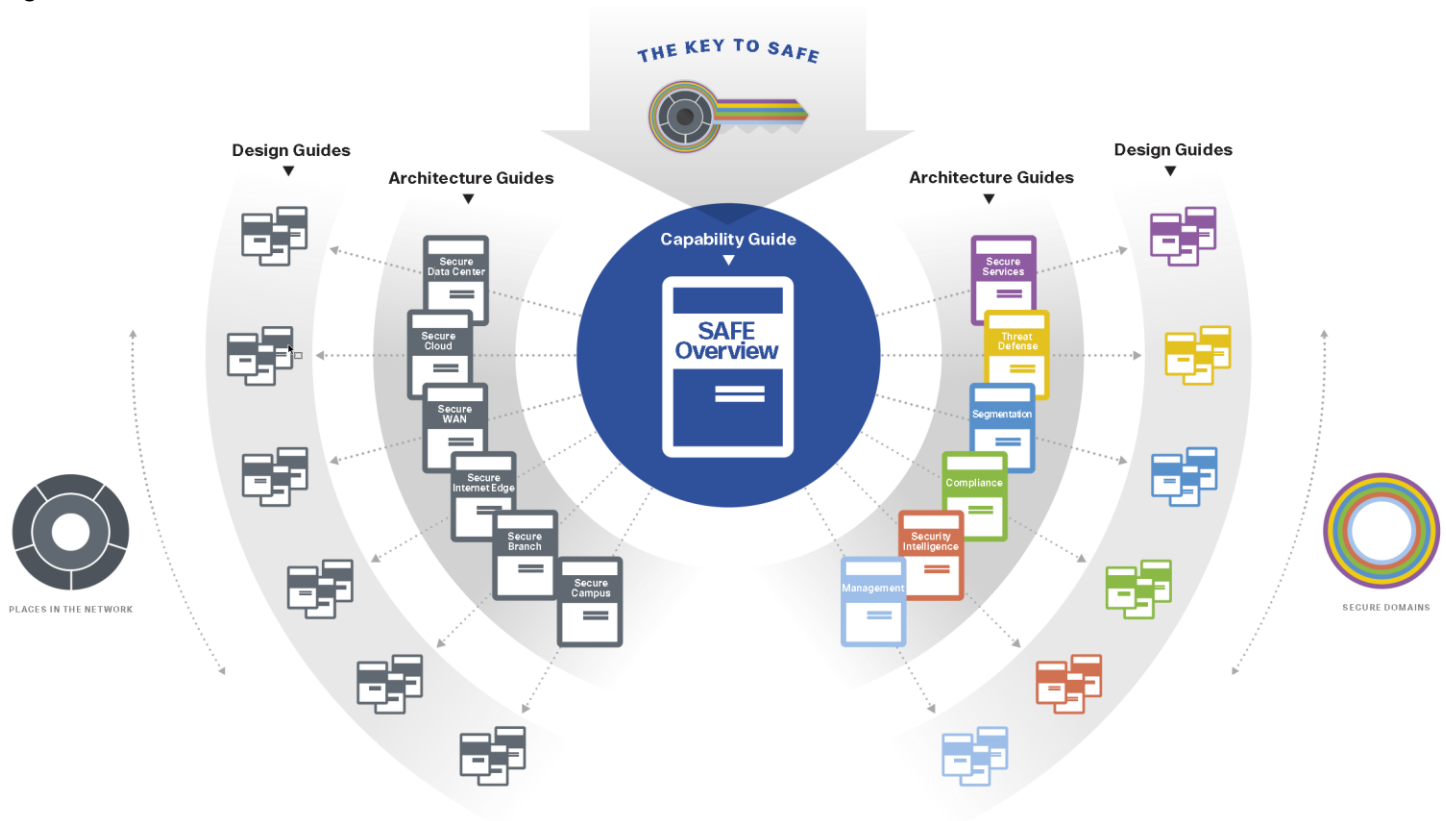 THE KEY TO SAFE
Design Guides
Architecture Guides
Capability Guide
SAFE
Overview
Architecture Guides
Design Guides
Secure
Data Center
Secure
Cloud
Secure
WAN
Secure
Internet Edge
Secure
Branch
Secure
Campus
Secure
Services
Threat
Defense
Segmentation
Compliance
Security
Intelligence
Management
PLACES IN THE NETWORK
SECURE DOMAINS